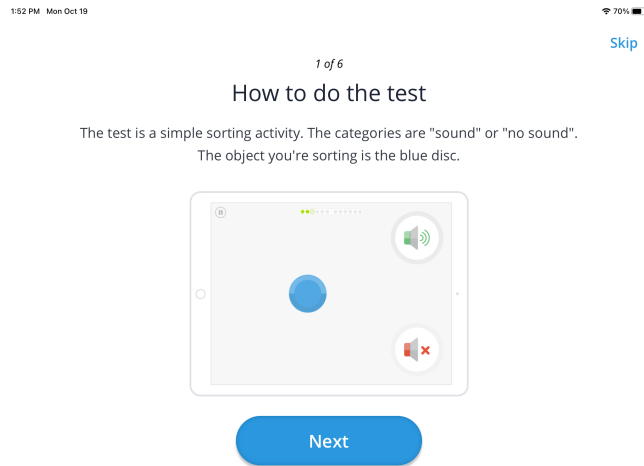 1:52 PM Mon Oct 19 70%
Skip
1 of 6
How to do the test
The test is a simple sorting activity. The categories are "sound" or "no sound".
The object you're sorting is the blue disc.
Next